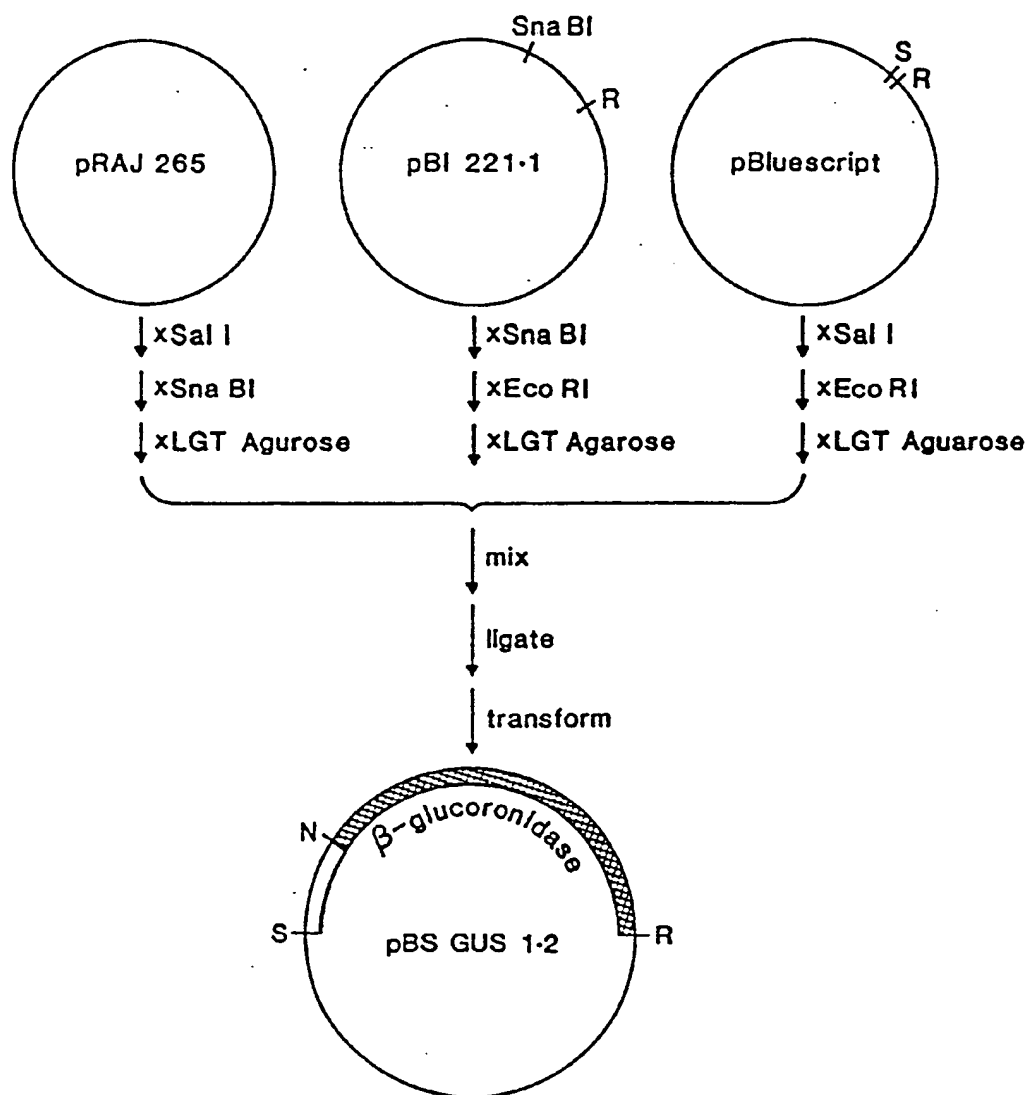 Sna BI
R
S
R
pRAJ 265
pBI 221·1
pBluescript
xSal I
xSna BI
xLGT Agurose
xSna BI
xEco RI
xLGT Agarose
xSal I
xEco RI
xLGT Aguarose
mix
ligate
transform
N
β-glucoronidase
S
R
pBS GUS 1·2